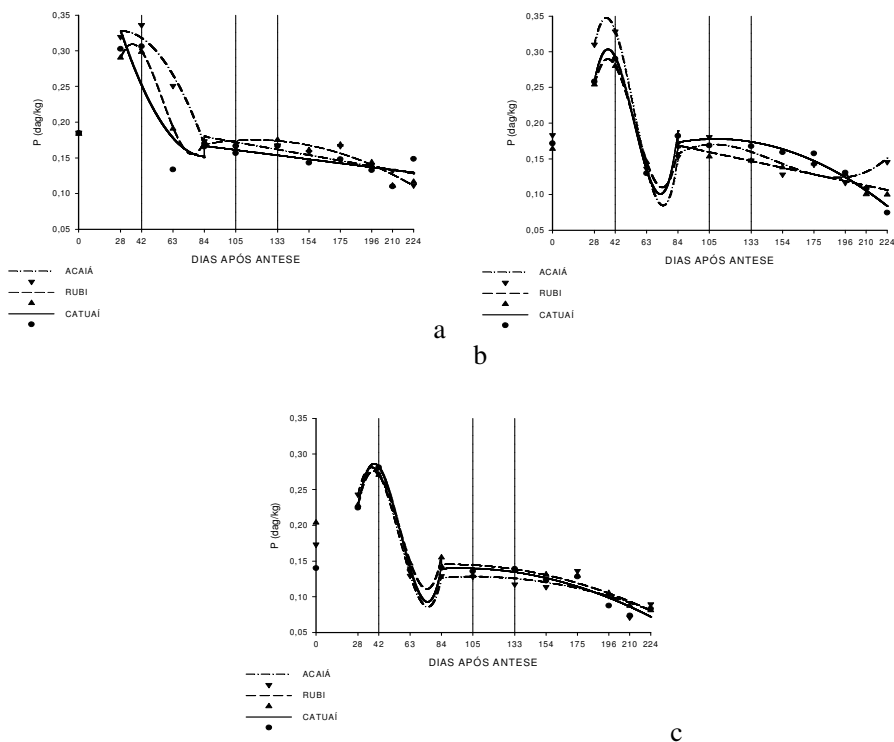 0,35
0,30
0,25
0,20
0,15
0,10
0,05
P (dag/kg)
0 28 42 63 84 105 133 154 175 196 210 224
DIAS APÓS ANTESE
ACAIÁ
RUBI
CATUAÍ
a
0,35
0,30
0,25
0,20
0,15
0,10
0,05
P (dag/kg)
0 28 42 63 84 105 133 154 175 196 210 224
DIAS APÓS ANTESE
ACAIÁ
RUBI
CATUAÍ
b
0,35
0,30
0,25
0,20
0,15
0,10
0,05
P (dag/kg)
0 28 42 63 84 105 133 154 175 196 210 224
DIAS APÓS ANTESE
ACAIÁ
RUBI
CATUAÍ
c